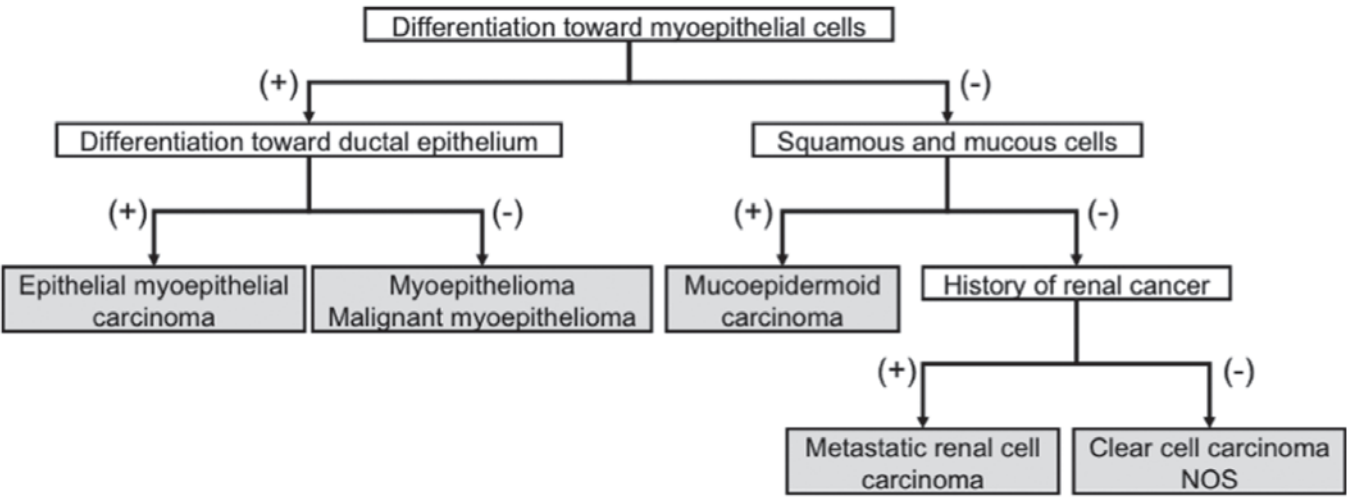 Differentiation toward myoepithelial cells
(+)
(-)
Differentiation toward ductal epithelium
Squamous and mucous cells
(+)
(-)
(+)
(-)
Epithelial myoepithelial
carcinoma
Myoepithelioma
Malignant myoepithelioma
Mucoepidermoid
carcinoma
History of renal cancer
(+)
(-)
Metastatic renal cell
carcinoma
Clear cell carcinoma
NOS